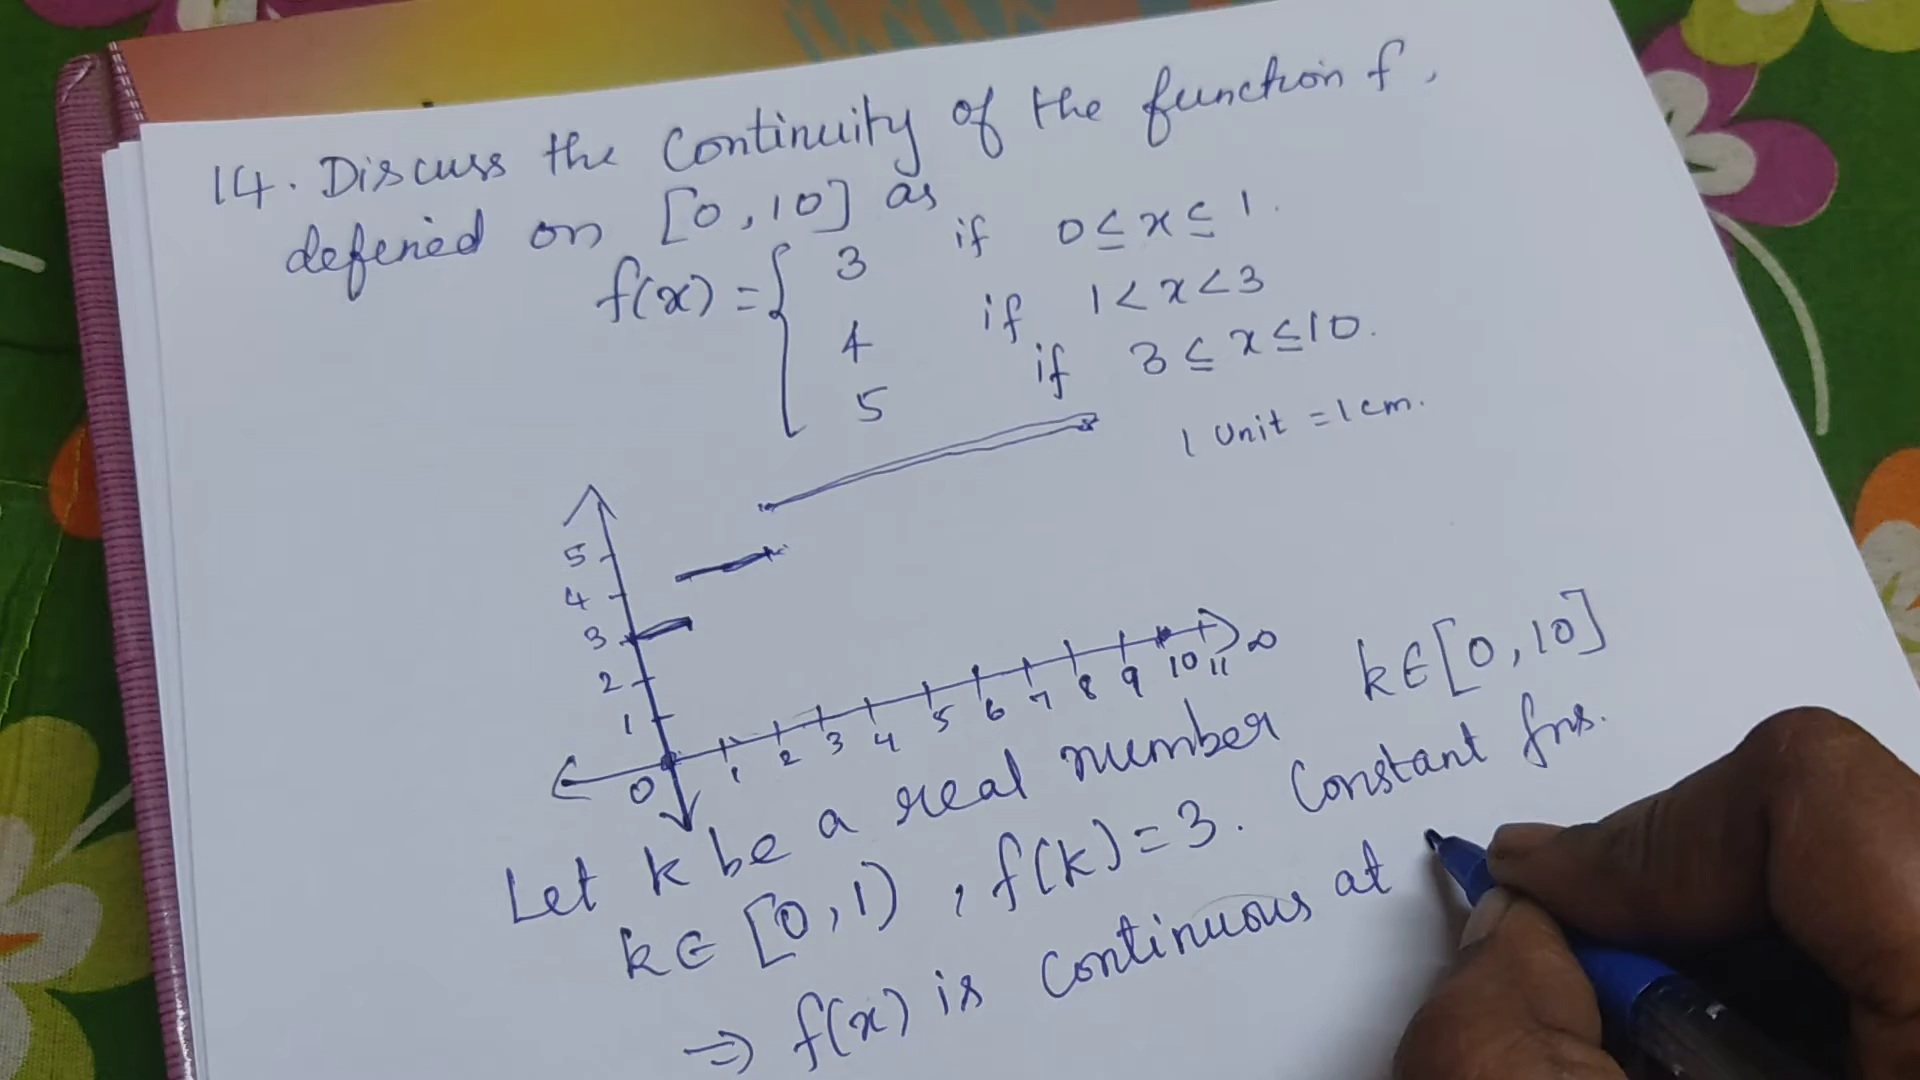 14. Discuss the continuity of the function f,
defened on [0,10] as
f(x) = { 3 if 0≤x≤1.
4 if 1<x<3
5 if 3≤x≤10.
1 Unit = 1cm.
5
4
3
2
1
0 1 2 3 4 5 6 7 8 9 10 11 ∞
Let k be a real number k∈[0,10]
k∈ [0,1) , f(k)=3. Constant fns.
⇒ f(x) is continuous at